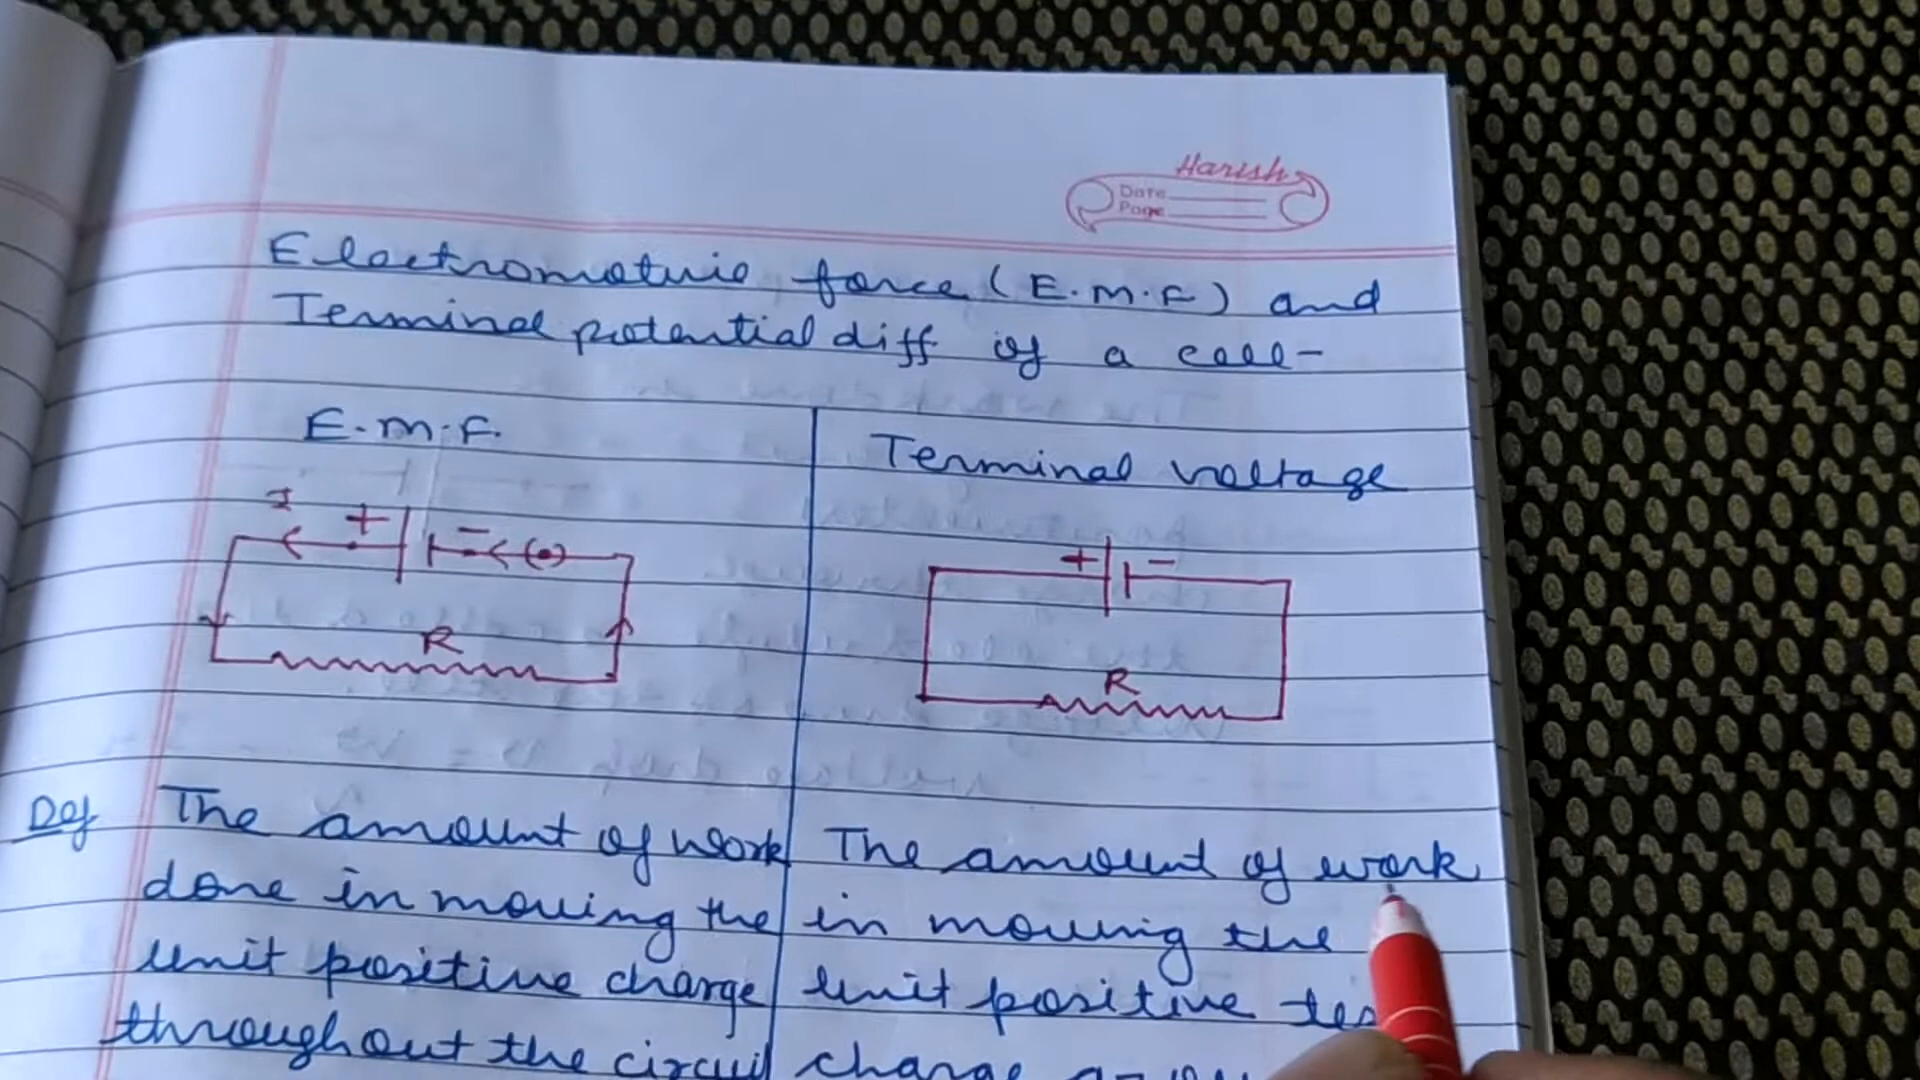 Harish
Date
Page
Electromotive force (E.M.F) and
Terminal potential diff of a cell-
E.M.F.
Terminal voltage
I
+ -
+ -
R
R
Def The amount of work
done in moving the
unit positive charge
throughout the circuit
The amount of work
in moving the
unit positive
charge